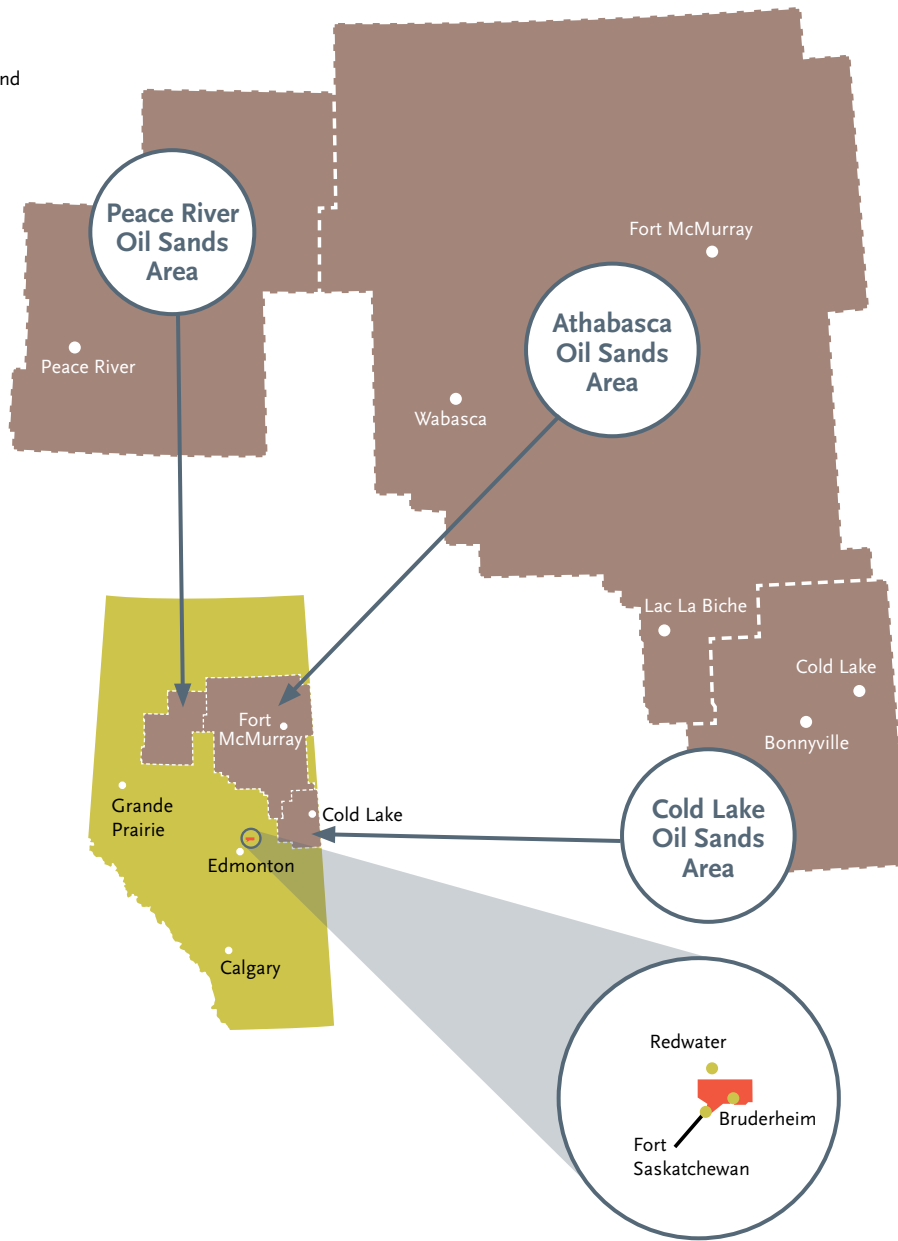 nd
Peace River
Oil Sands
Area
Fort McMurray
Athabasca
Oil Sands
Area
Peace River
Wabasca
Lac La Biche
Cold Lake
Bonnyville
Fort
McMurray
Grande
Prairie
Cold Lake
Cold Lake
Oil Sands
Area
Edmonton
Calgary
Redwater
Bruderheim
Fort
Saskatchewan